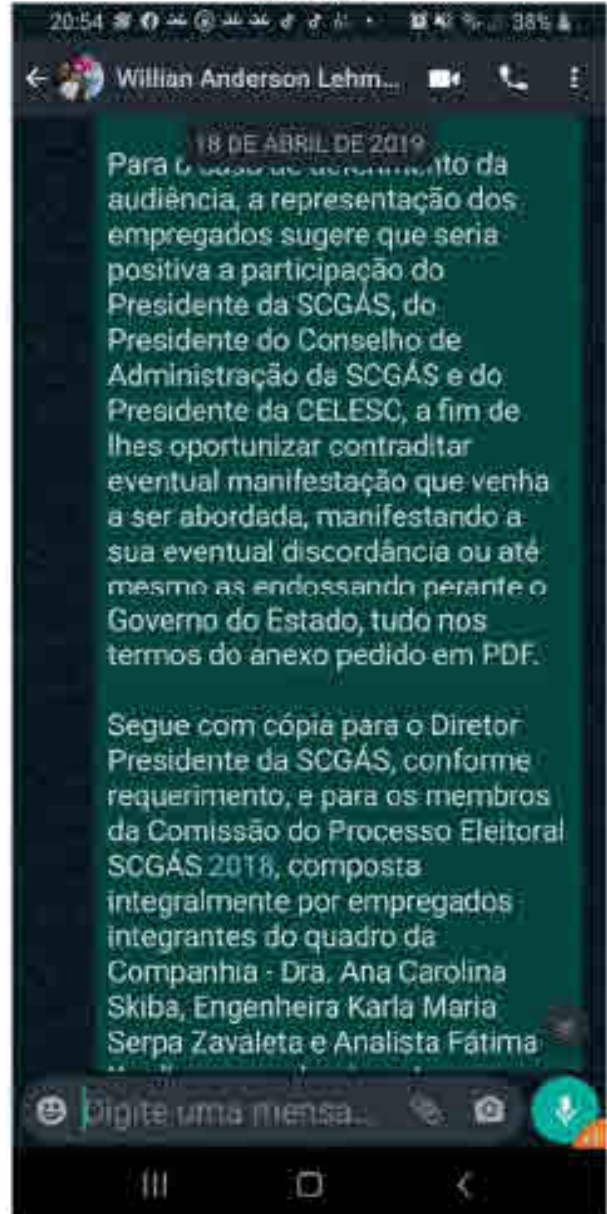 20:54
38%
Willian Anderson Lehm...
18 DE ABRIL DE 2019
Para o caso de deferimento da
audiência, a representação dos
empregados sugere que seria
positiva a participação do
Presidente da SCGÁS, do
Presidente do Conselho de
Administração da SCGÁS e do
Presidente da CELESC, a fim de
lhes oportunizar contraditar
eventual manifestação que venha
a ser abordada, manifestando a
sua eventual discordância ou até
mesmo as endossando perante o
Governo do Estado, tudo nos
termos do anexo pedido em PDF.
Segue com cópia para o Diretor
Presidente da SCGÁS, conforme
requerimento, e para os membros
da Comissão do Processo Eleitoral
SCGÁS 2018, composta
integralmente por empregados
integrantes do quadro da
Companhia - Dra. Ana Carolina
Skiba, Engenheira Karla Maria
Serpa Zavaleta e Analista Fátima
Digite uma mensa...